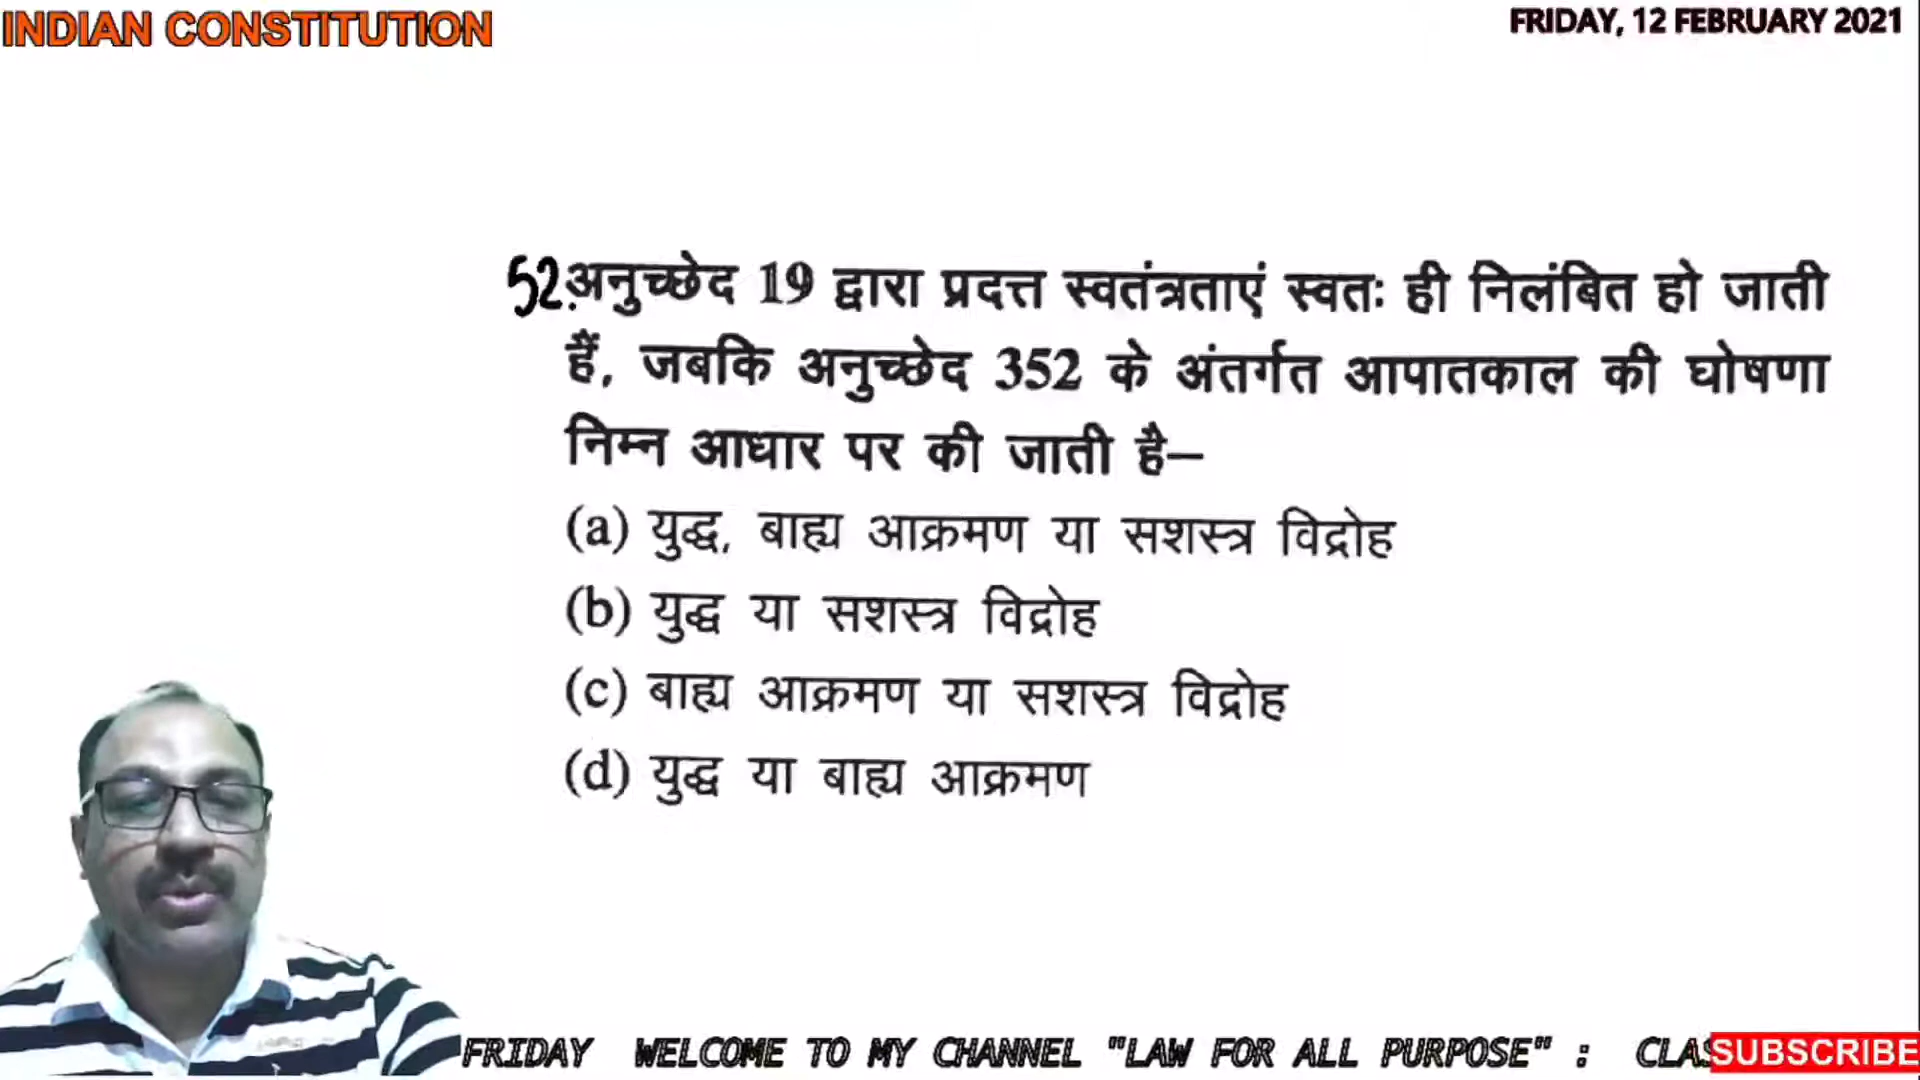 INDIAN CONSTITUTION
FRIDAY, 12 FEBRUARY 2021
52. अनुच्छेद 19 द्वारा प्रदत्त स्वतंत्रताएं स्वतः ही निलंबित हो जाती
हैं, जबकि अनुच्छेद 352 के अंतर्गत आपातकाल की घोषणा
निम्न आधार पर की जाती है–
(a) युद्ध, बाह्य आक्रमण या सशस्त्र विद्रोह
(b) युद्ध या सशस्त्र विद्रोह
(c) बाह्य आक्रमण या सशस्त्र विद्रोह
(d) युद्ध या बाह्य आक्रमण
FRIDAY WELCOME TO MY CHANNEL "LAW FOR ALL PURPOSE" : CLAS
SUBSCRIBE